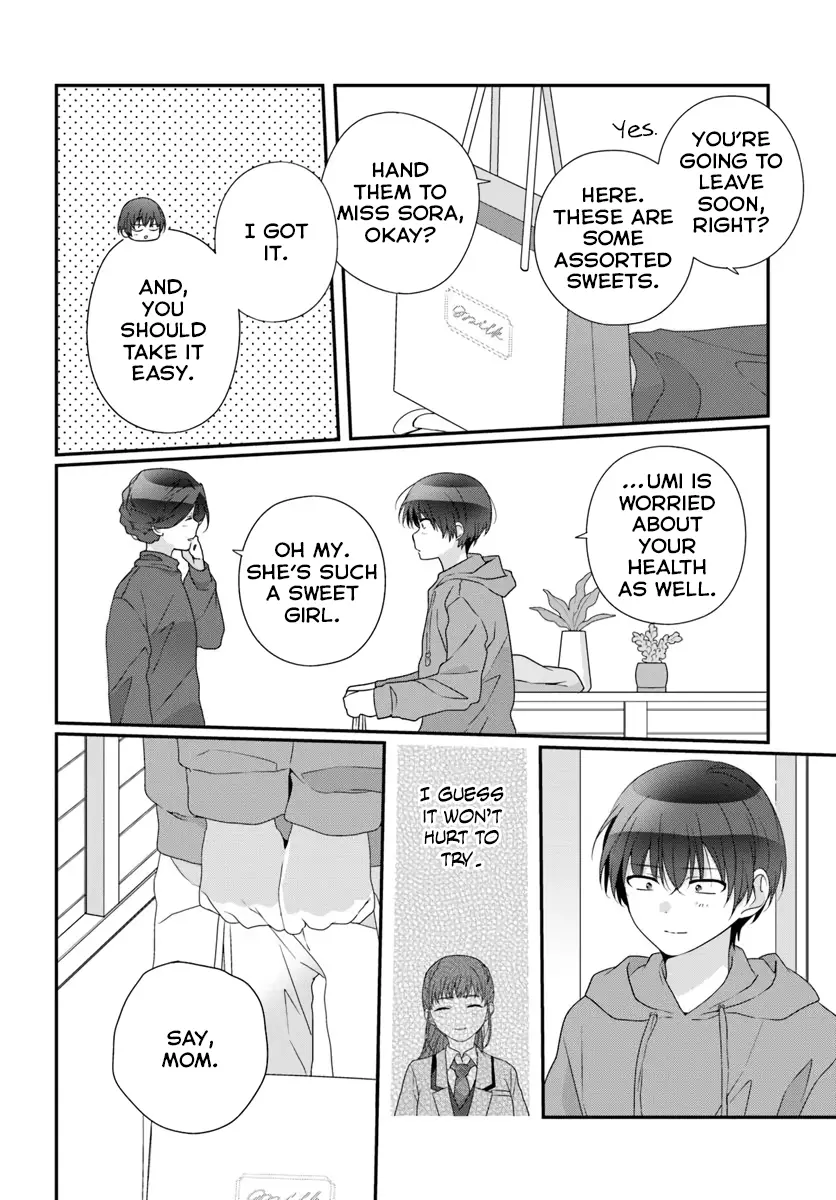 YOU'RE
GOING TO
LEAVE
SOON,
RIGHT?
Yes.
HERE.
THESE ARE
SOME
ASSORTED
SWEETS.
HAND
THEM TO
MISS SORA,
OKAY?
milk
I GOT
IT.
AND,
YOU
SHOULD
TAKE IT
EASY.
...UMI IS
WORRIED
ABOUT
YOUR
HEALTH
AS WELL.
OH MY.
SHE'S SUCH
A SWEET
GIRL.
I GUESS
IT WON'T
HURT TO
TRY.
SAY,
MOM.
milk